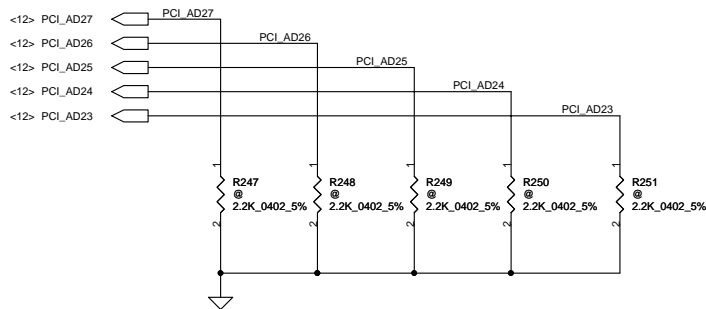 <12> PCI_AD27 PCI_AD27
<12> PCI_AD26 PCI_AD26
<12> PCI_AD25 PCI_AD25
<12> PCI_AD24 PCI_AD24
<12> PCI_AD23 PCI_AD23
1 1 1 1 1
R247 R248 R249 R250 R251
@ @ @ @ @
2.2K_0402_5% 2.2K_0402_5% 2.2K_0402_5% 2.2K_0402_5% 2.2K_0402_5%
2 2 2 2 2